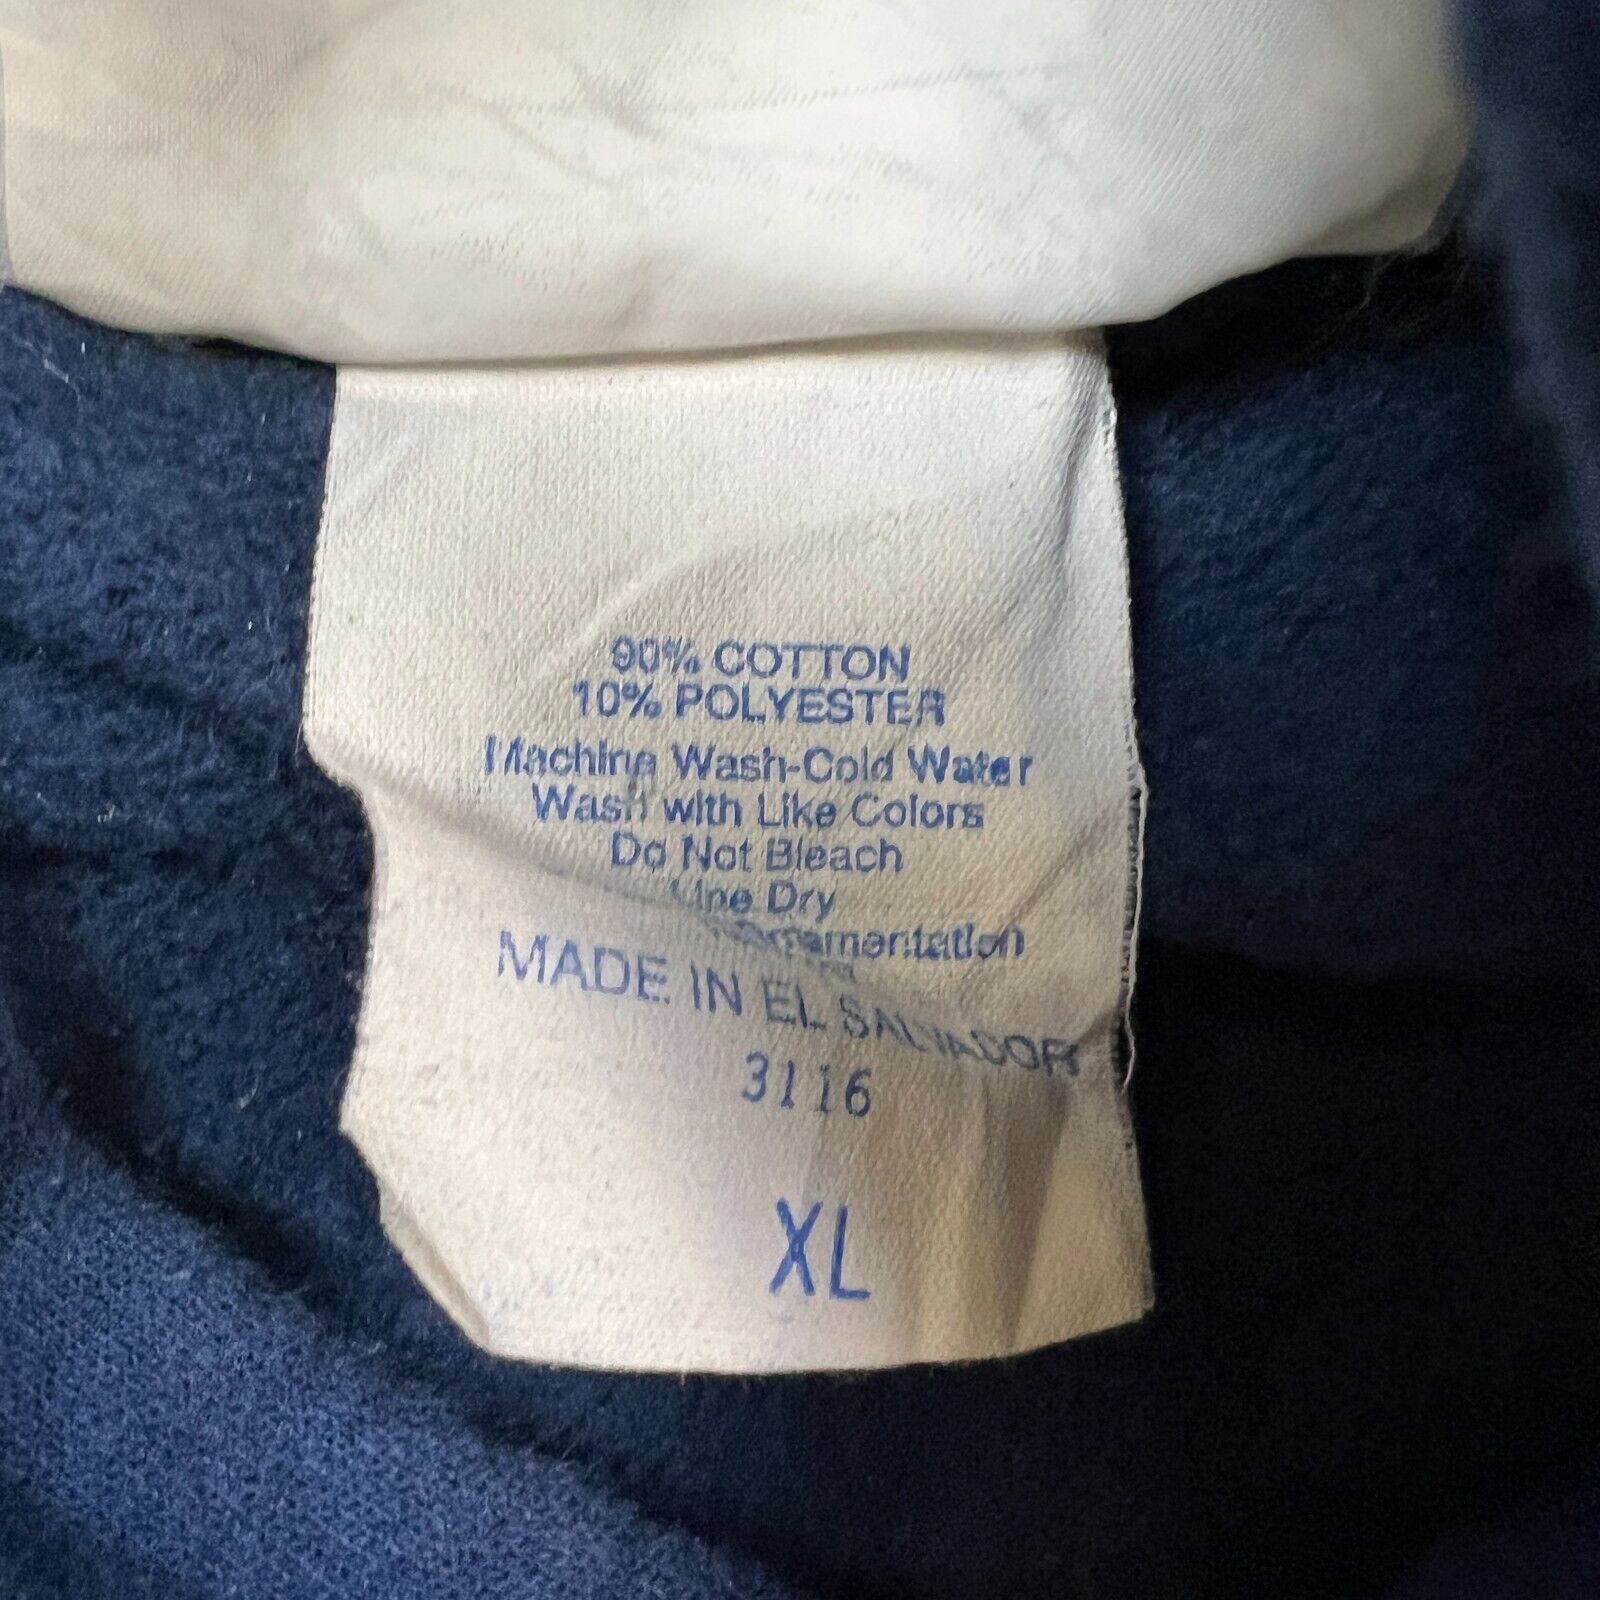 90% COTTON
10% POLYESTER
Machine Wash-Cold Water
Wash with Like Colors
Do Not Bleach
Line Dry
Ornamentation
MADE IN EL SALVADOR
3116
XL